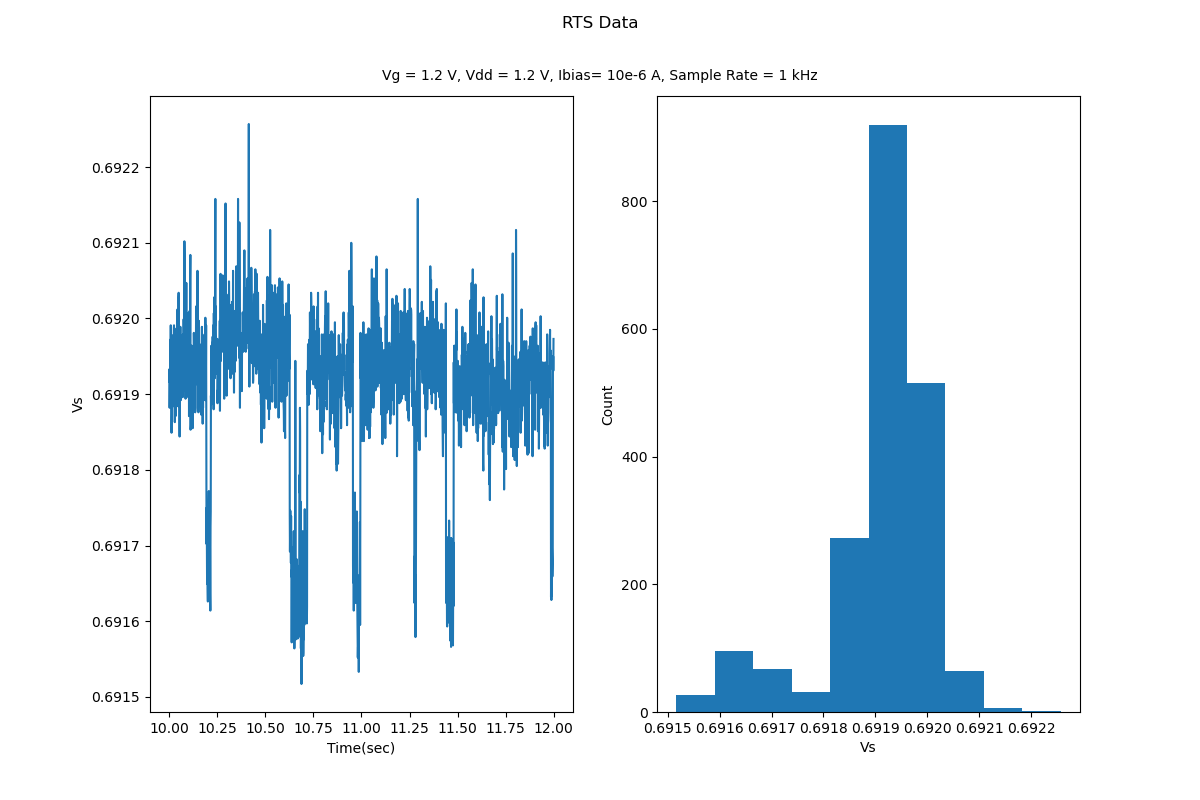 RTS Data
Vg = 1.2 V, Vdd = 1.2 V, Ibias= 10e-6 A, Sample Rate = 1 kHz
Vs
0.6922
0.6921
0.6920
0.6919
0.6918
0.6917
0.6916
0.6915
10.00 10.25 10.50 10.75 11.00 11.25 11.50 11.75 12.00
Time(sec)
Count
800
600
400
200
0
0.6915 0.6916 0.6917 0.6918 0.6919 0.6920 0.6921 0.6922
Vs